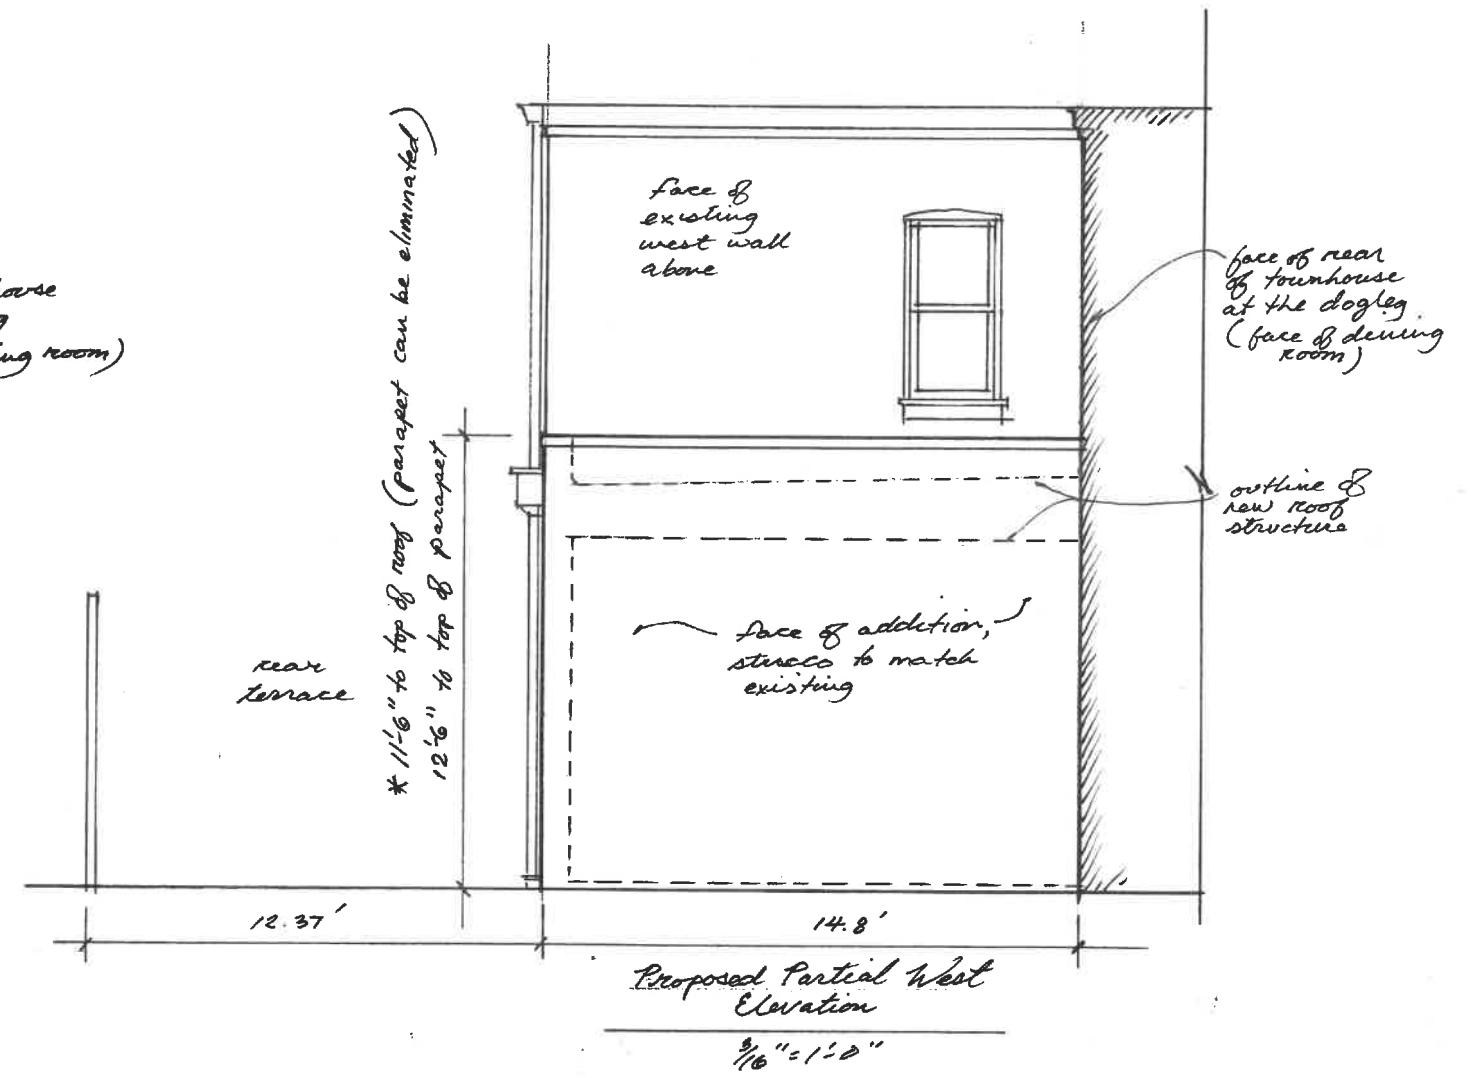 face of
existing
west wall
above
face of rear
of townhouse
at the dogleg
(face of dining
room)
* 11'-6" to top of roof (parapet can be eliminated)
12'-6" to top of parapet
outline of
new roof
structure
face of addition,
stucco to match
existing
rear
terrace
room)
12.37'
14.8'
Proposed Partial West
Elevation
3/16" = 1'-0"